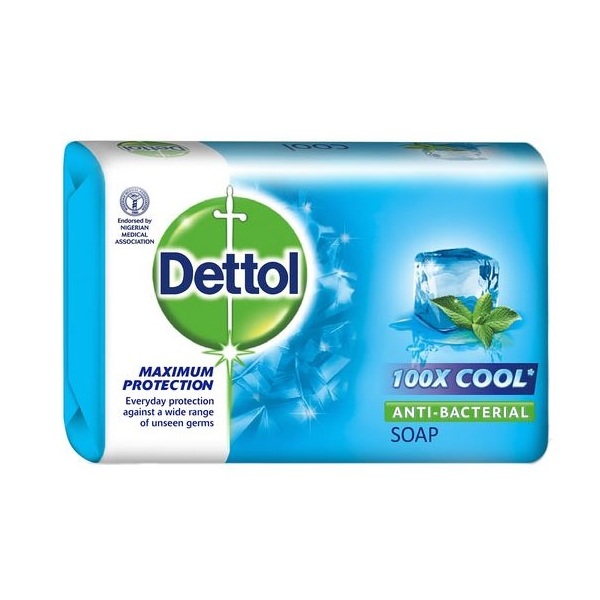 COOL
Endorsed by
NIGERIAN
MEDICAL
ASSOCIATION
Dettol
MAXIMUM
PROTECTION
Everyday protection
against a wide range
of unseen germs
100X COOL*
ANTI-BACTERIAL
SOAP